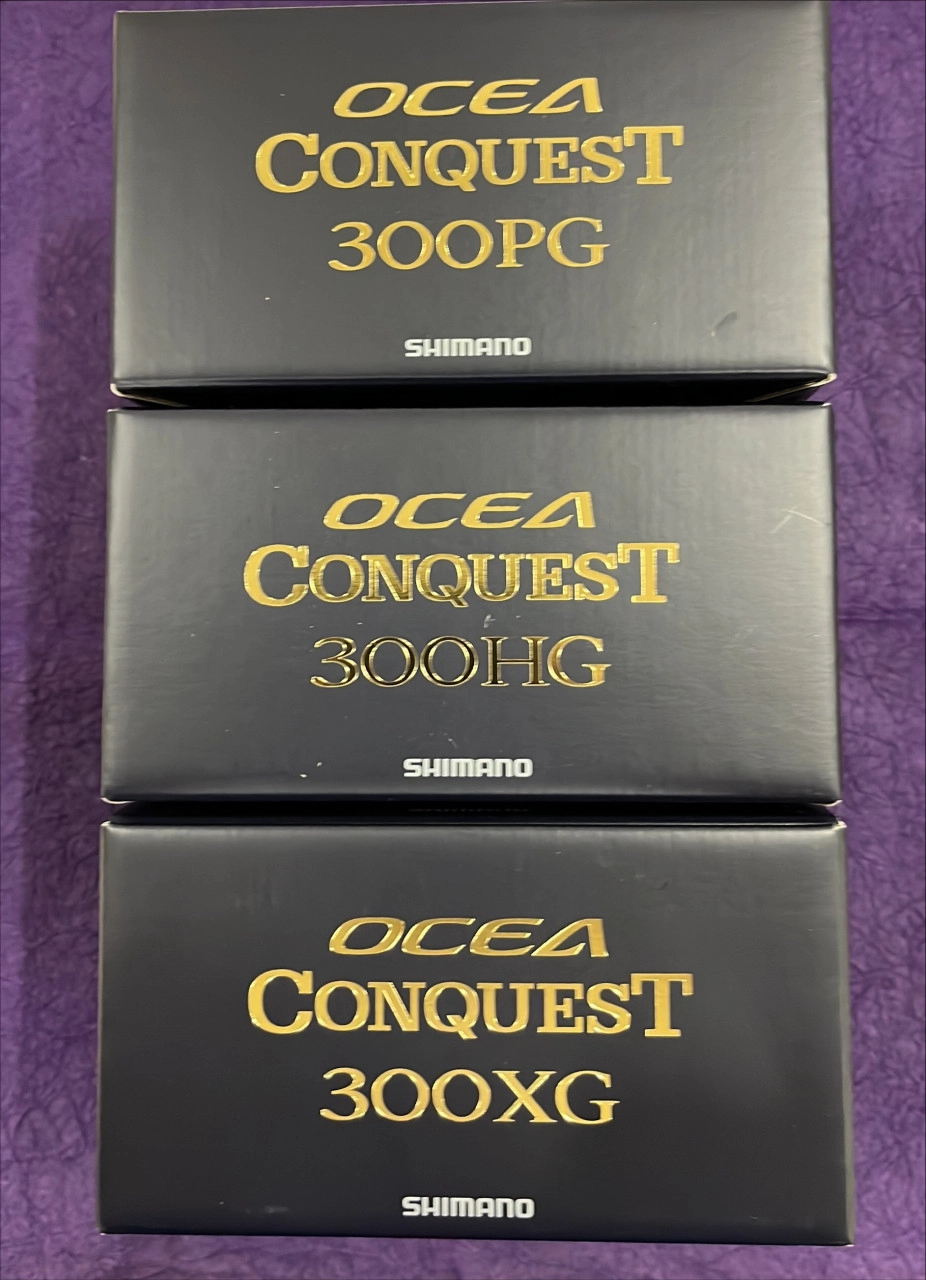 OCEA
CONQUEST
300PG
SHIMANO
OCEA
CONQUEST
300HG
SHIMANO
OCEA
CONQUEST
300XG
SHIMANO